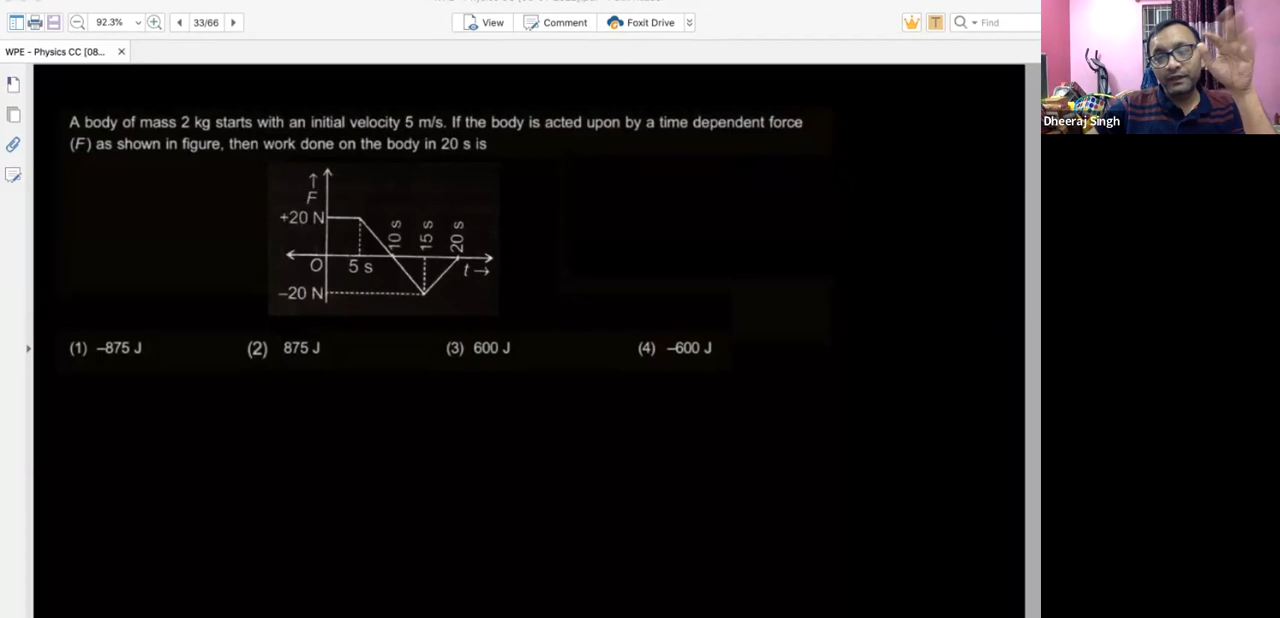 92.3%
33/66
View
Comment
Foxit Drive
T
Find
WPE - Physics CC [08...
Dheeraj Singh
A body of mass 2 kg starts with an initial velocity 5 m/s. If the body is acted upon by a time dependent force
(F) as shown in figure, then work done on the body in 20 s is
↑
F
+20 N
10 s
15 s
20 s
O
5 s
t→
–20 N
(1) –875 J
(2) 875 J
(3) 600 J
(4) –600 J